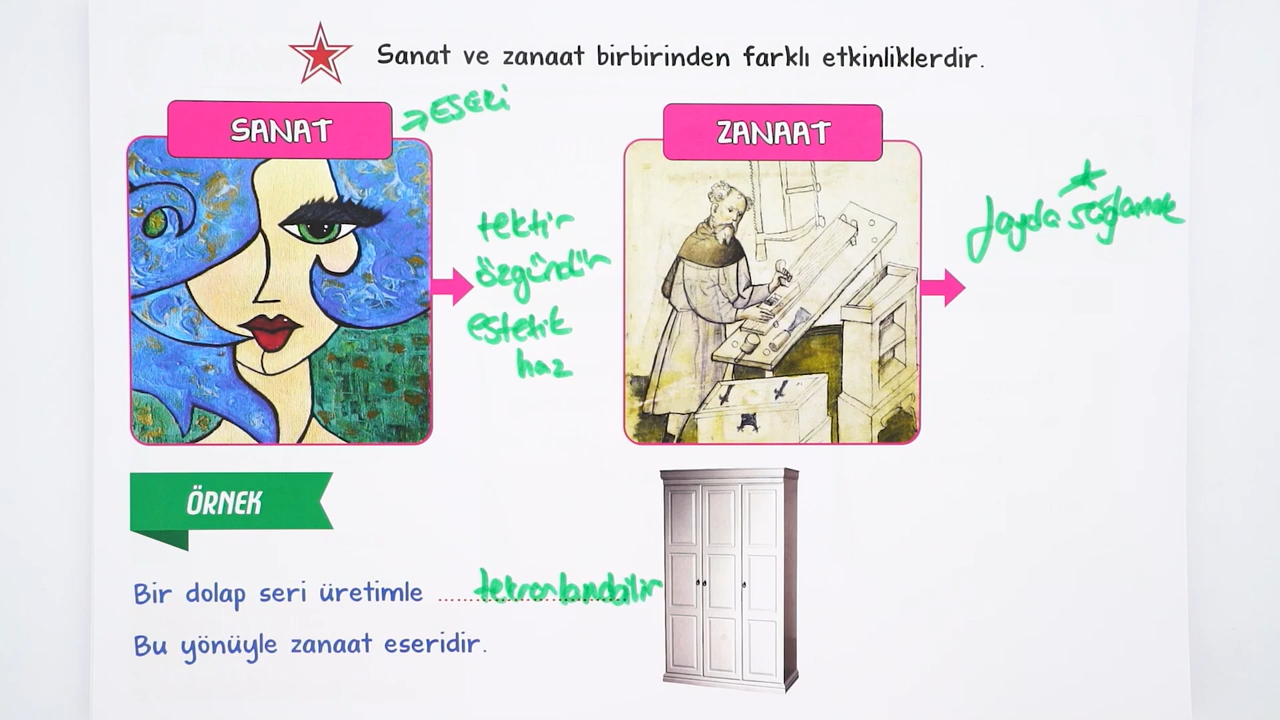 Sanat ve zanaat birbirinden farklı etkinliklerdir.
SANAT
→ ESERİ
tektir
özgündür
estetik
haz
ZANAAT
fayda sağlamak
ÖRNEK
Bir dolap seri üretimle ........ tekrarlanabilir
Bu yönüyle zanaat eseridir.